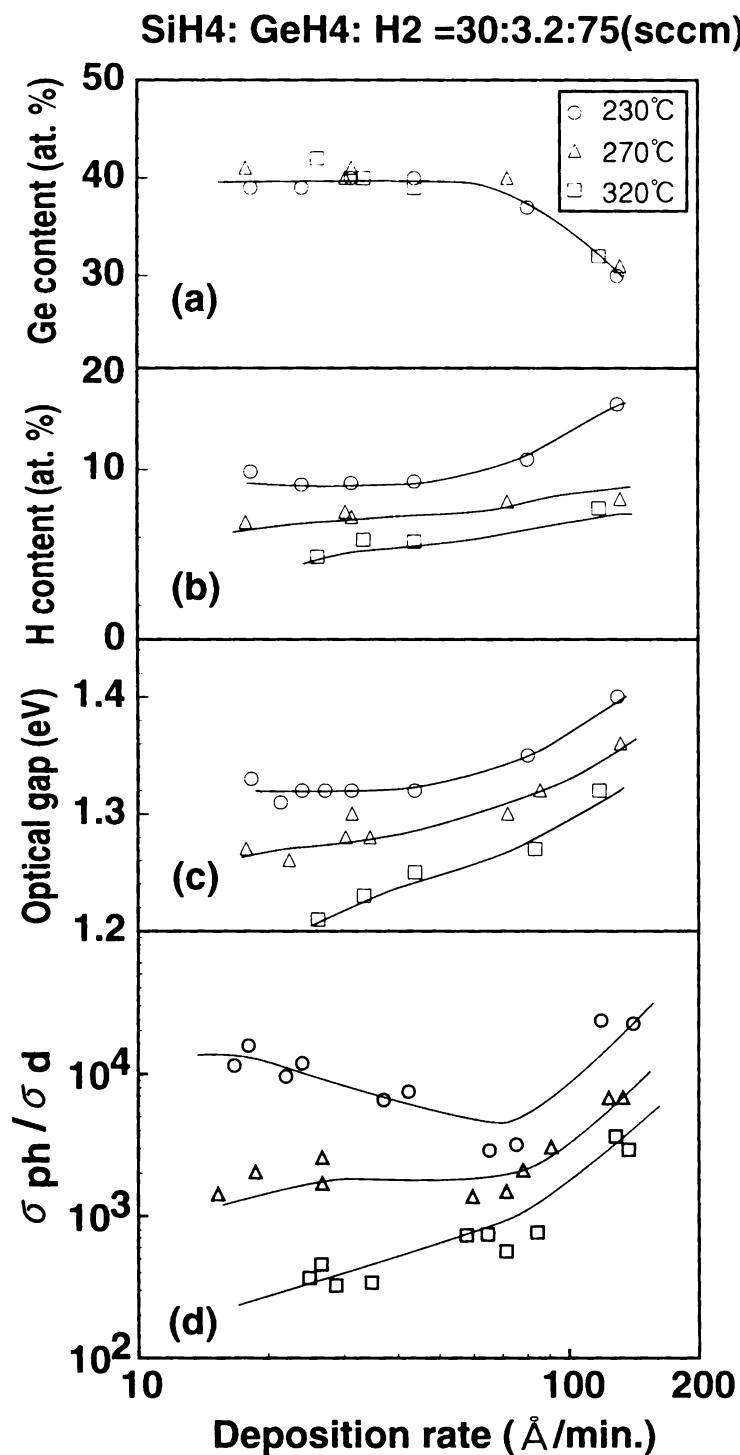 SiH4: GeH4: H2 =30:3.2:75(sccm)
50
40
30
20
Ge content (at. %)
(a)
○ 230℃
△ 270℃
□ 320℃
10
0
H content (at. %)
(b)
1.4
1.3
1.2
Optical gap (eV)
(c)
10⁴
10³
10²
σ ph / σ d
(d)
10
100
200
Deposition rate ( Å/min.)